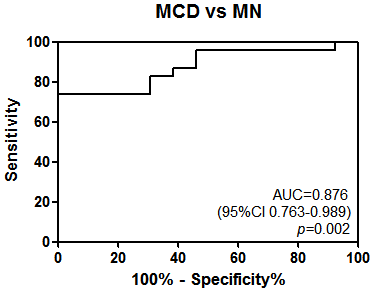 MCD vs MN
Sensitivity
100
80
60
40
20
0
AUC=0.876
(95%CI 0.763-0.989)
p=0.002
0 20 40 60 80 100
100% - Specificity%